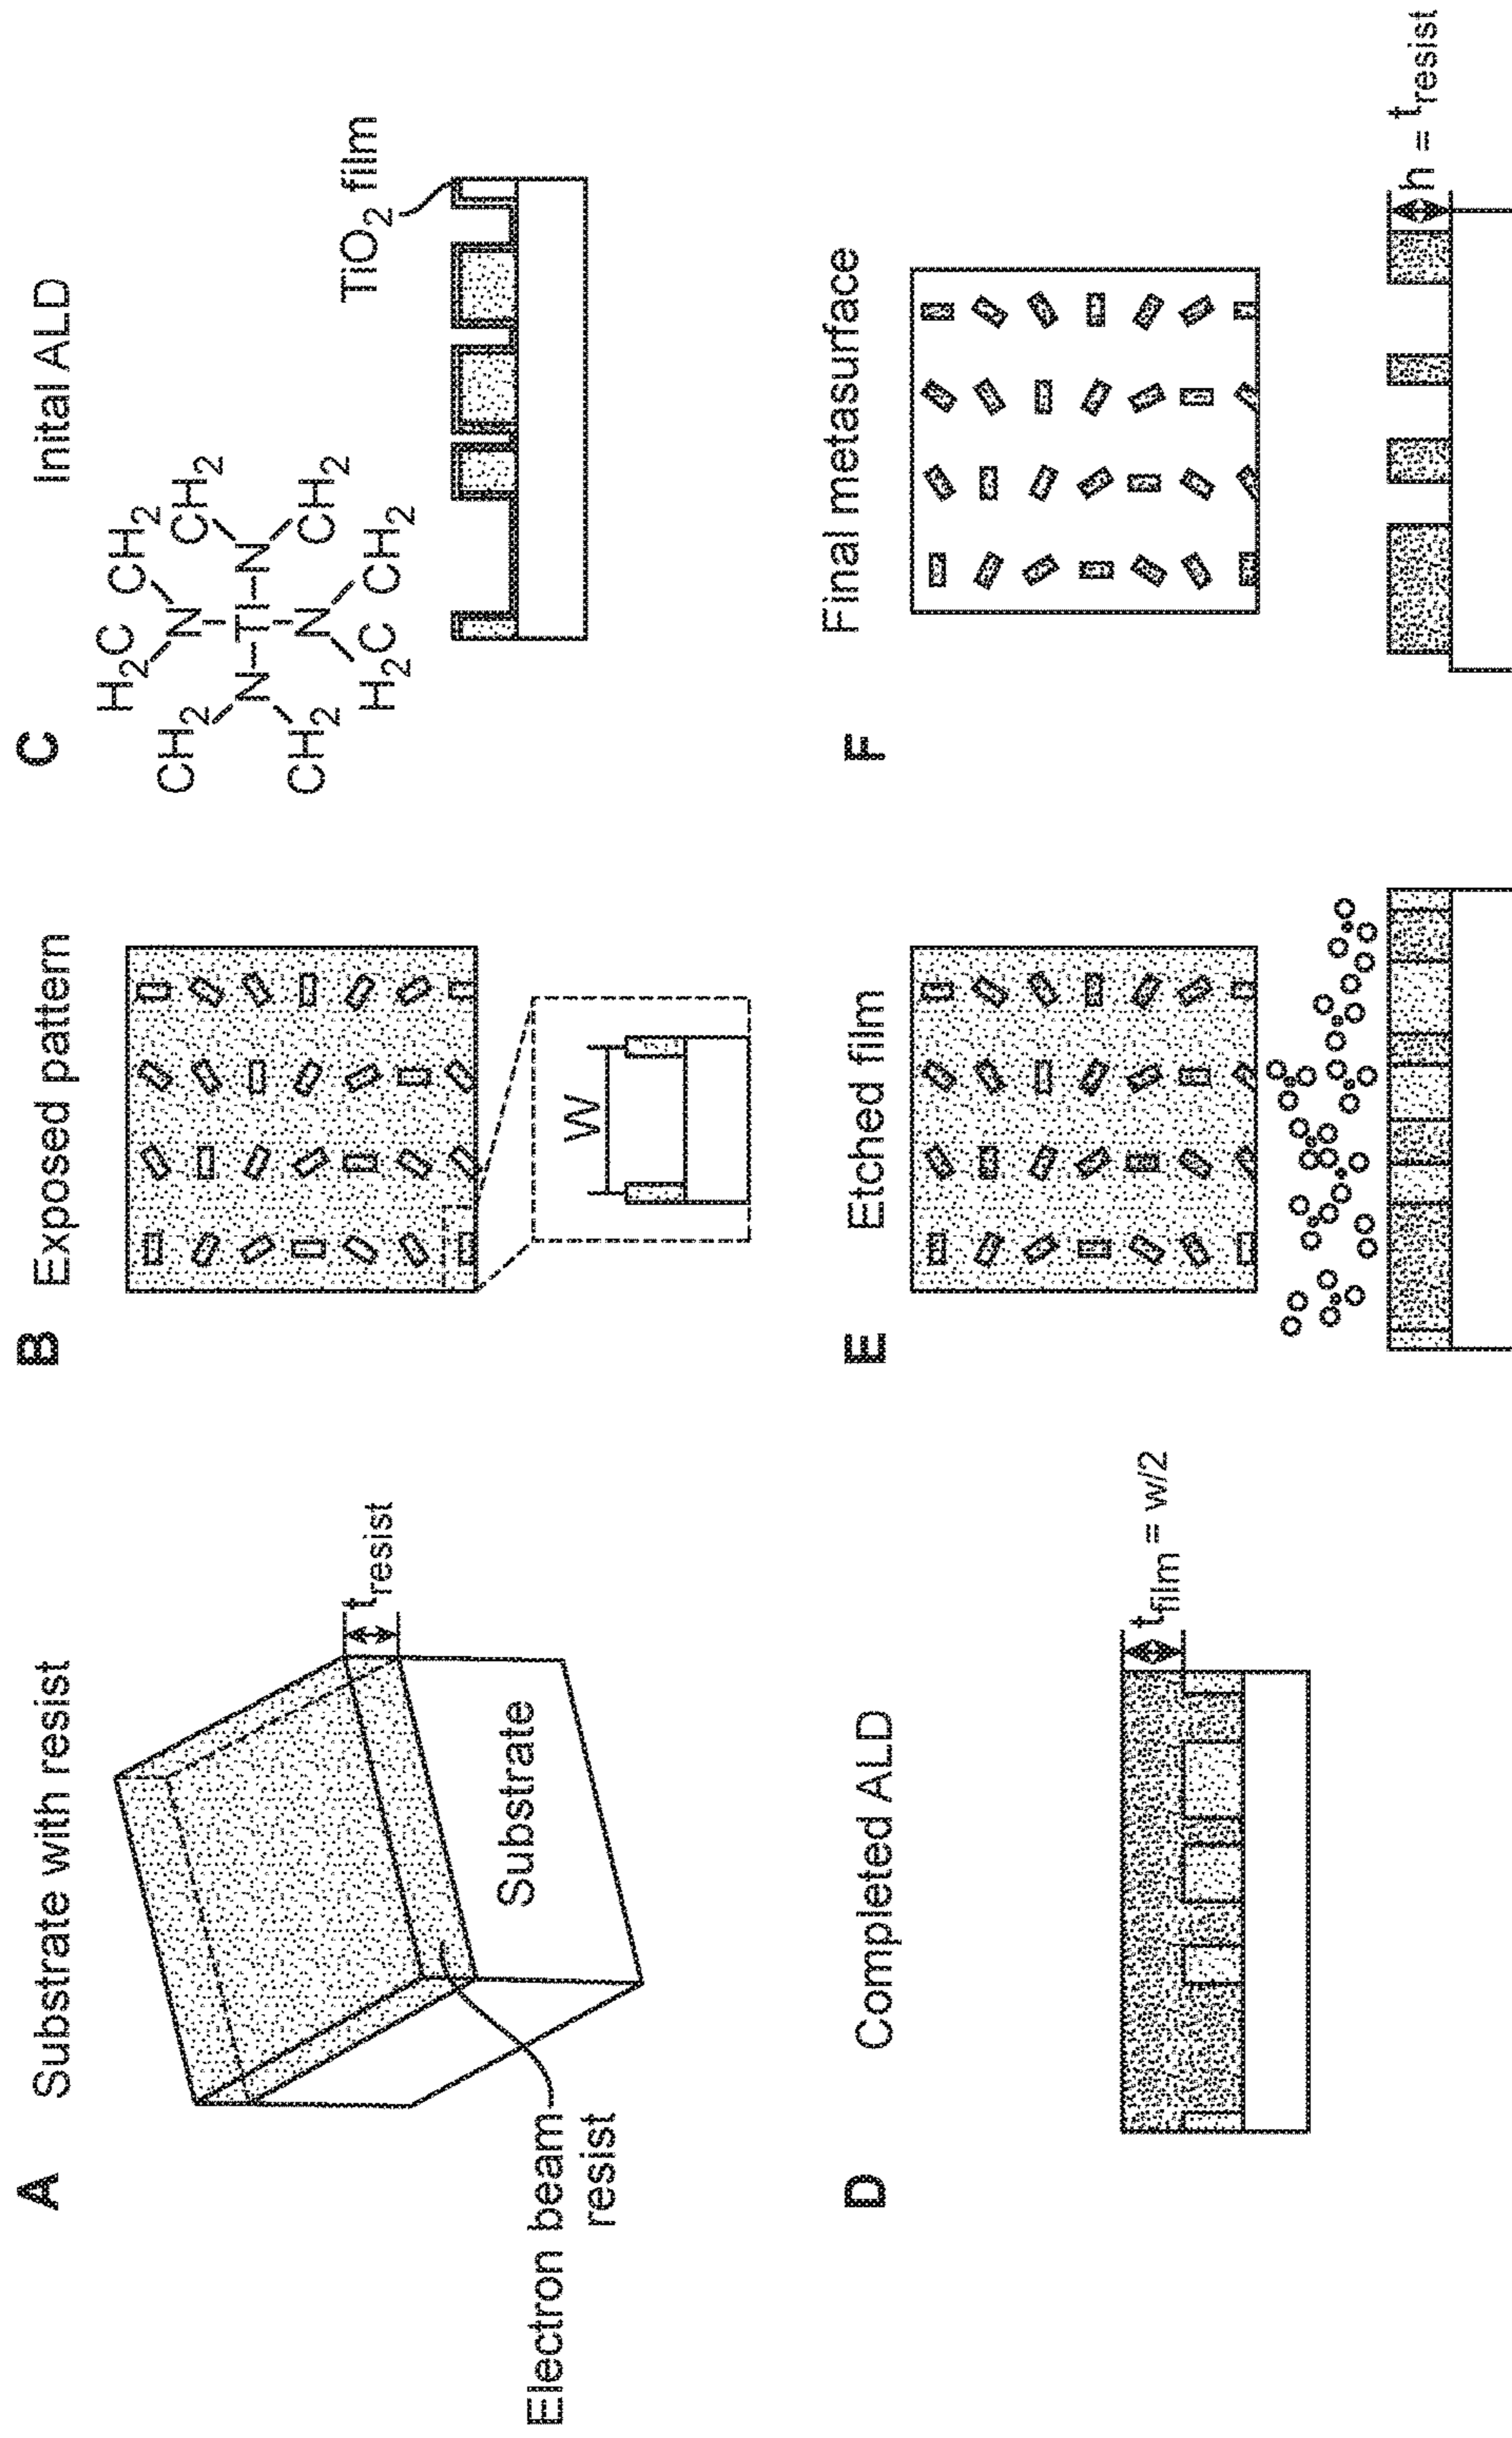 A Substrate with resist
t_resist
Substrate
Electron beam
resist
B Exposed pattern
W
C Inital ALD
H2C CH2
CH2 CH2
N
N-Ti-N
N
CH2 CH2
H2C CH2
TiO2 film
D Completed ALD
t_film = w/2
E Etched film
F Final metasurface
h = t_resist